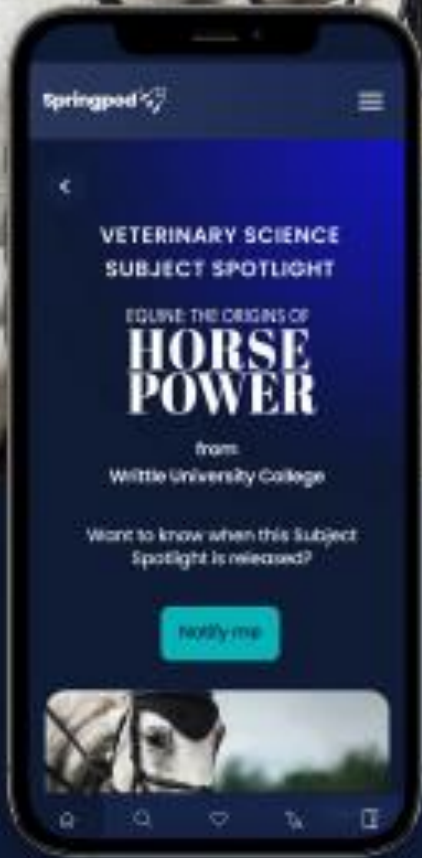 Springpod
VETERINARY SCIENCE
SUBJECT SPOTLIGHT
EQUINE: THE ORIGINS OF
HORSE
POWER
from
Writtle University College
Want to know when this Subject
Spotlight is released?
Notify me